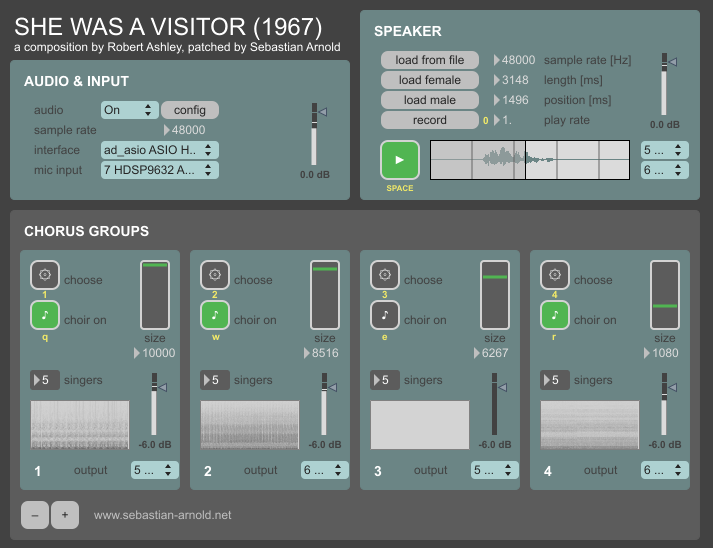 SHE WAS A VISITOR (1967)
a composition by Robert Ashley, patched by Sebastian Arnold
AUDIO & INPUT
audio On config
sample rate 48000
interface ad_asio ASIO H..
mic input 7 HDSP9632 A...
0.0 dB
SPEAKER
load from file 48000 sample rate [Hz]
load female 3148 length [ms]
load male 1496 position [ms]
record 0 1. play rate
0.0 dB
SPACE
5 ...
6 ...
CHORUS GROUPS
choose
1
choir on
q
size
10000
5 singers
-6.0 dB
1 output 5 ...
choose
2
choir on
w
size
8516
5 singers
-6.0 dB
2 output 6 ...
choose
3
choir on
e
size
6267
5 singers
-6.0 dB
3 output 5 ...
choose
4
choir on
r
size
1080
5 singers
-6.0 dB
4 output 6 ...
– + www.sebastian-arnold.net